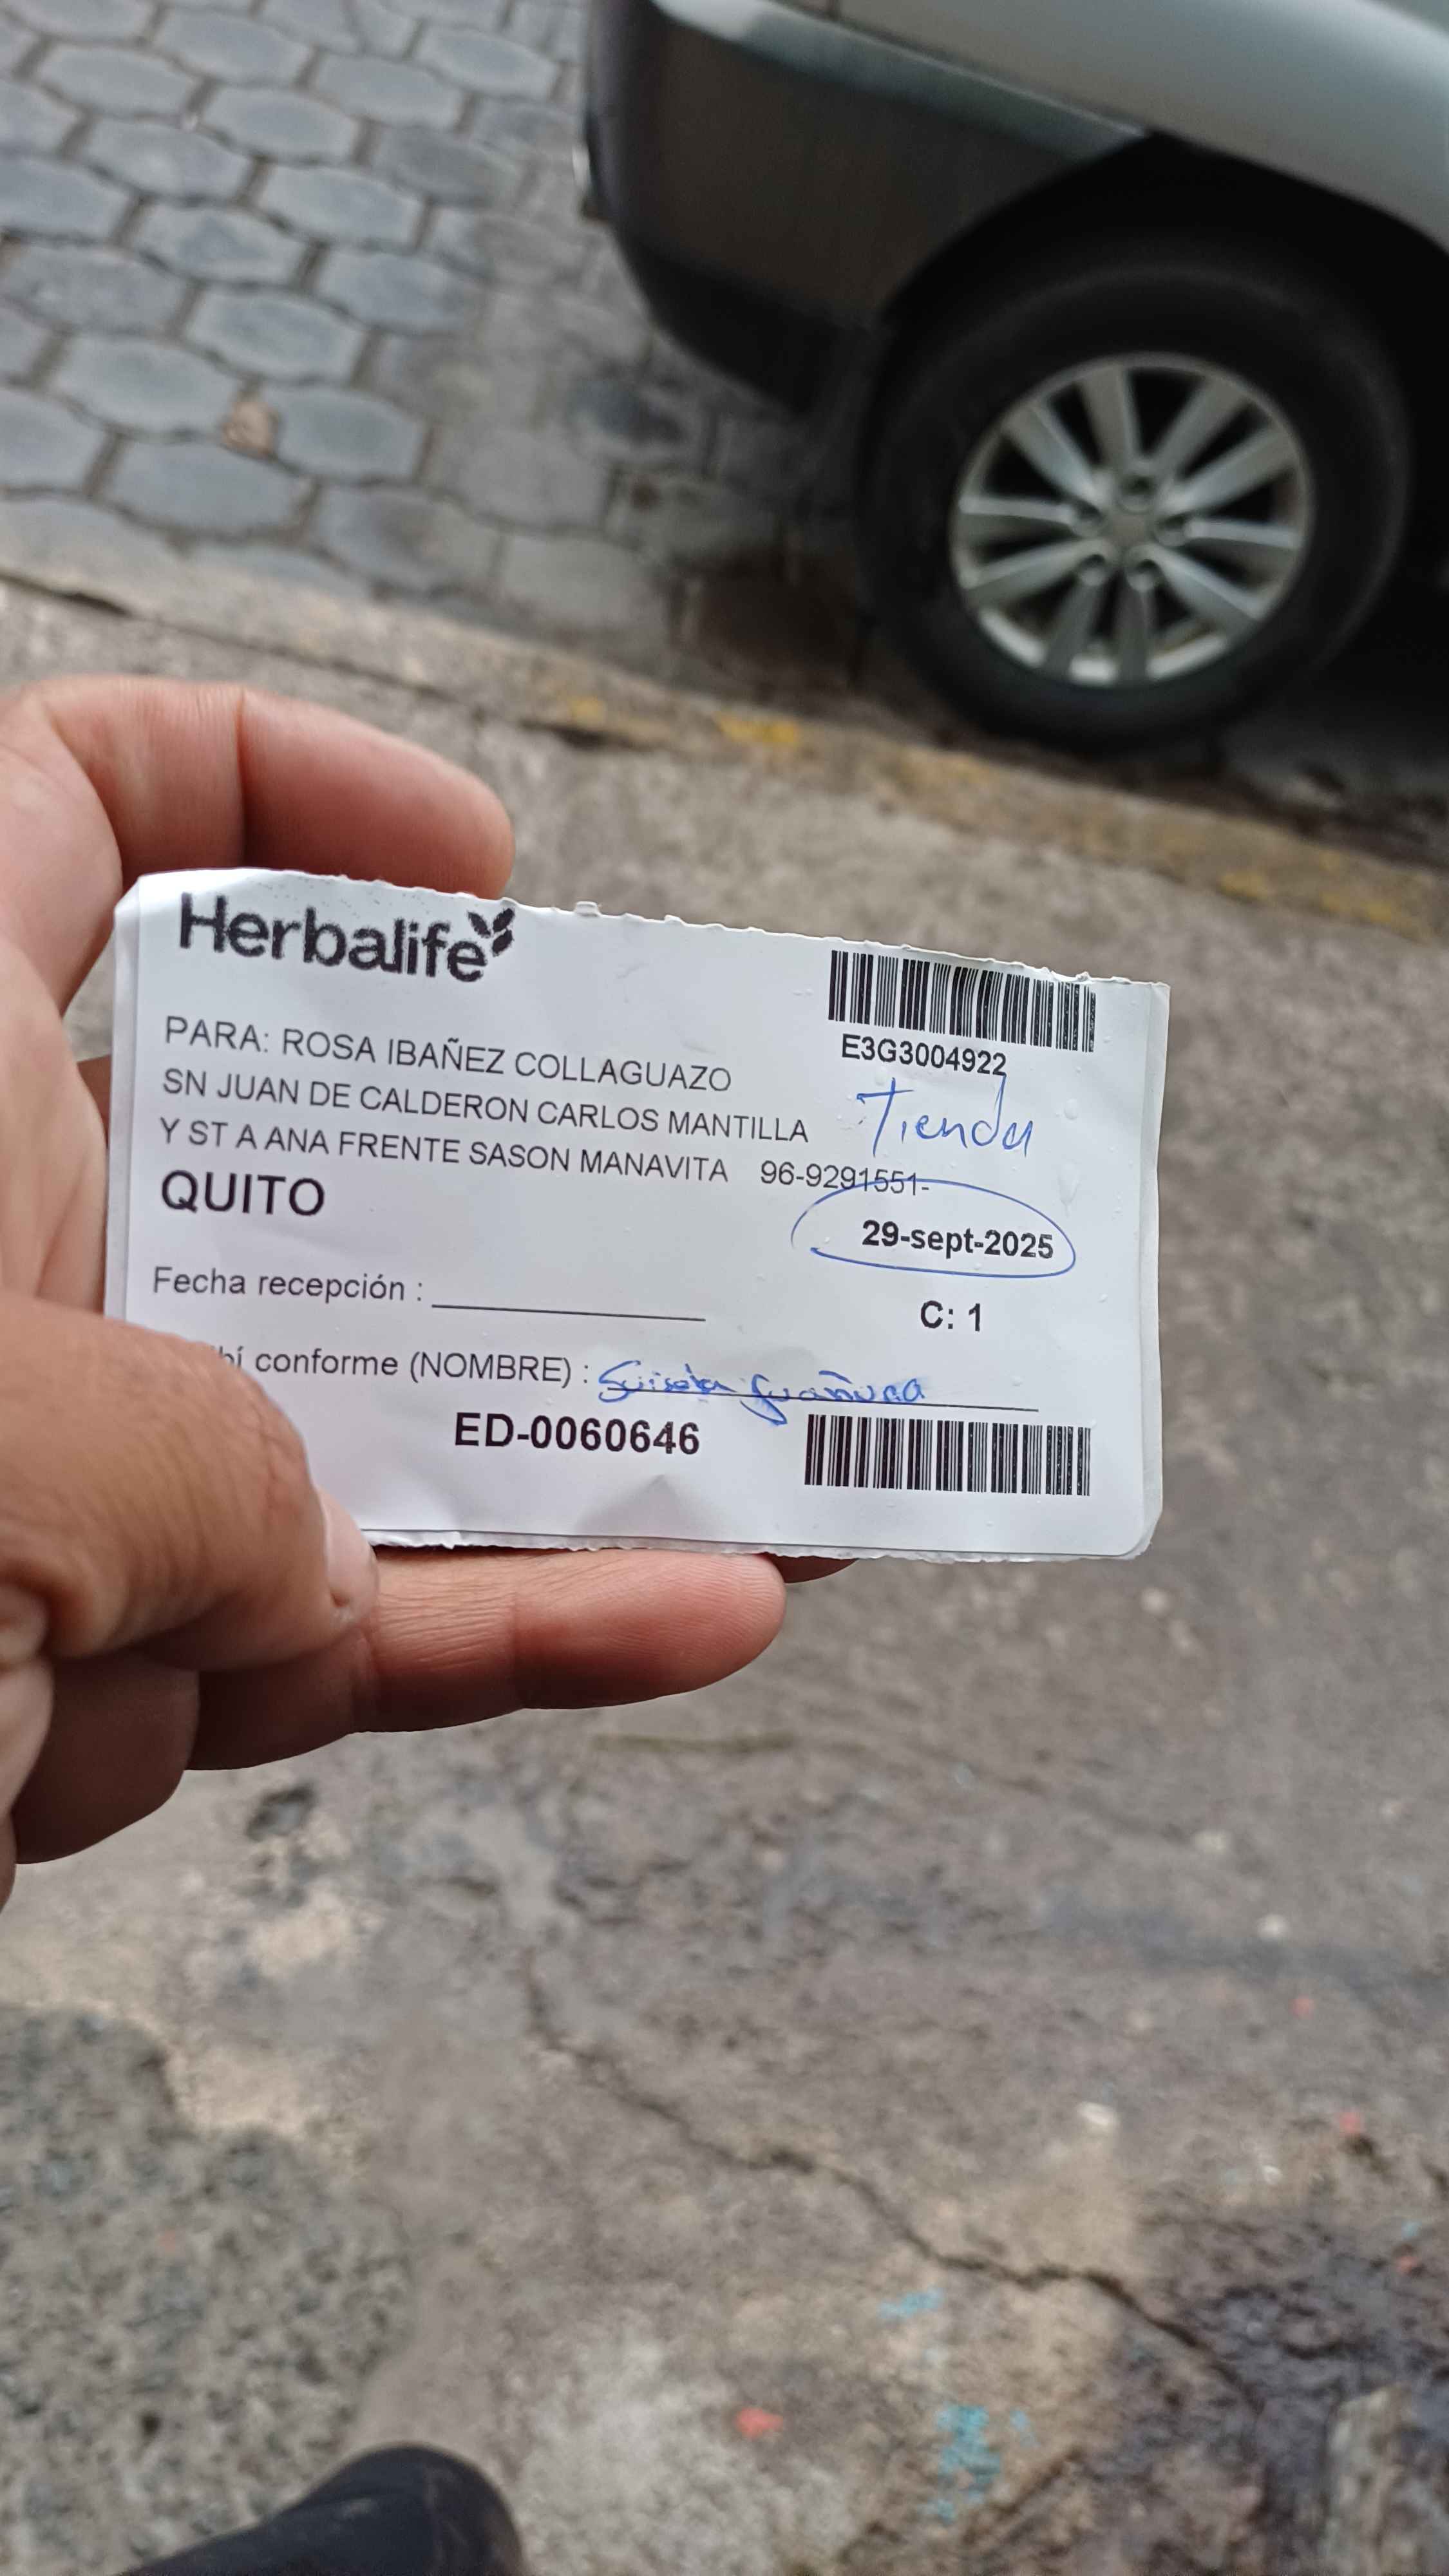 Herbalife
E3G3004922
PARA: ROSA IBAÑEZ COLLAGUAZO
Tienda
SN JUAN DE CALDERON CARLOS MANTILLA
Y ST A ANA FRENTE SASON MANAVITA 96-9291551-
QUITO
29-sept-2025
Fecha recepción :
C: 1
conforme (NOMBRE) :
ED-0060646